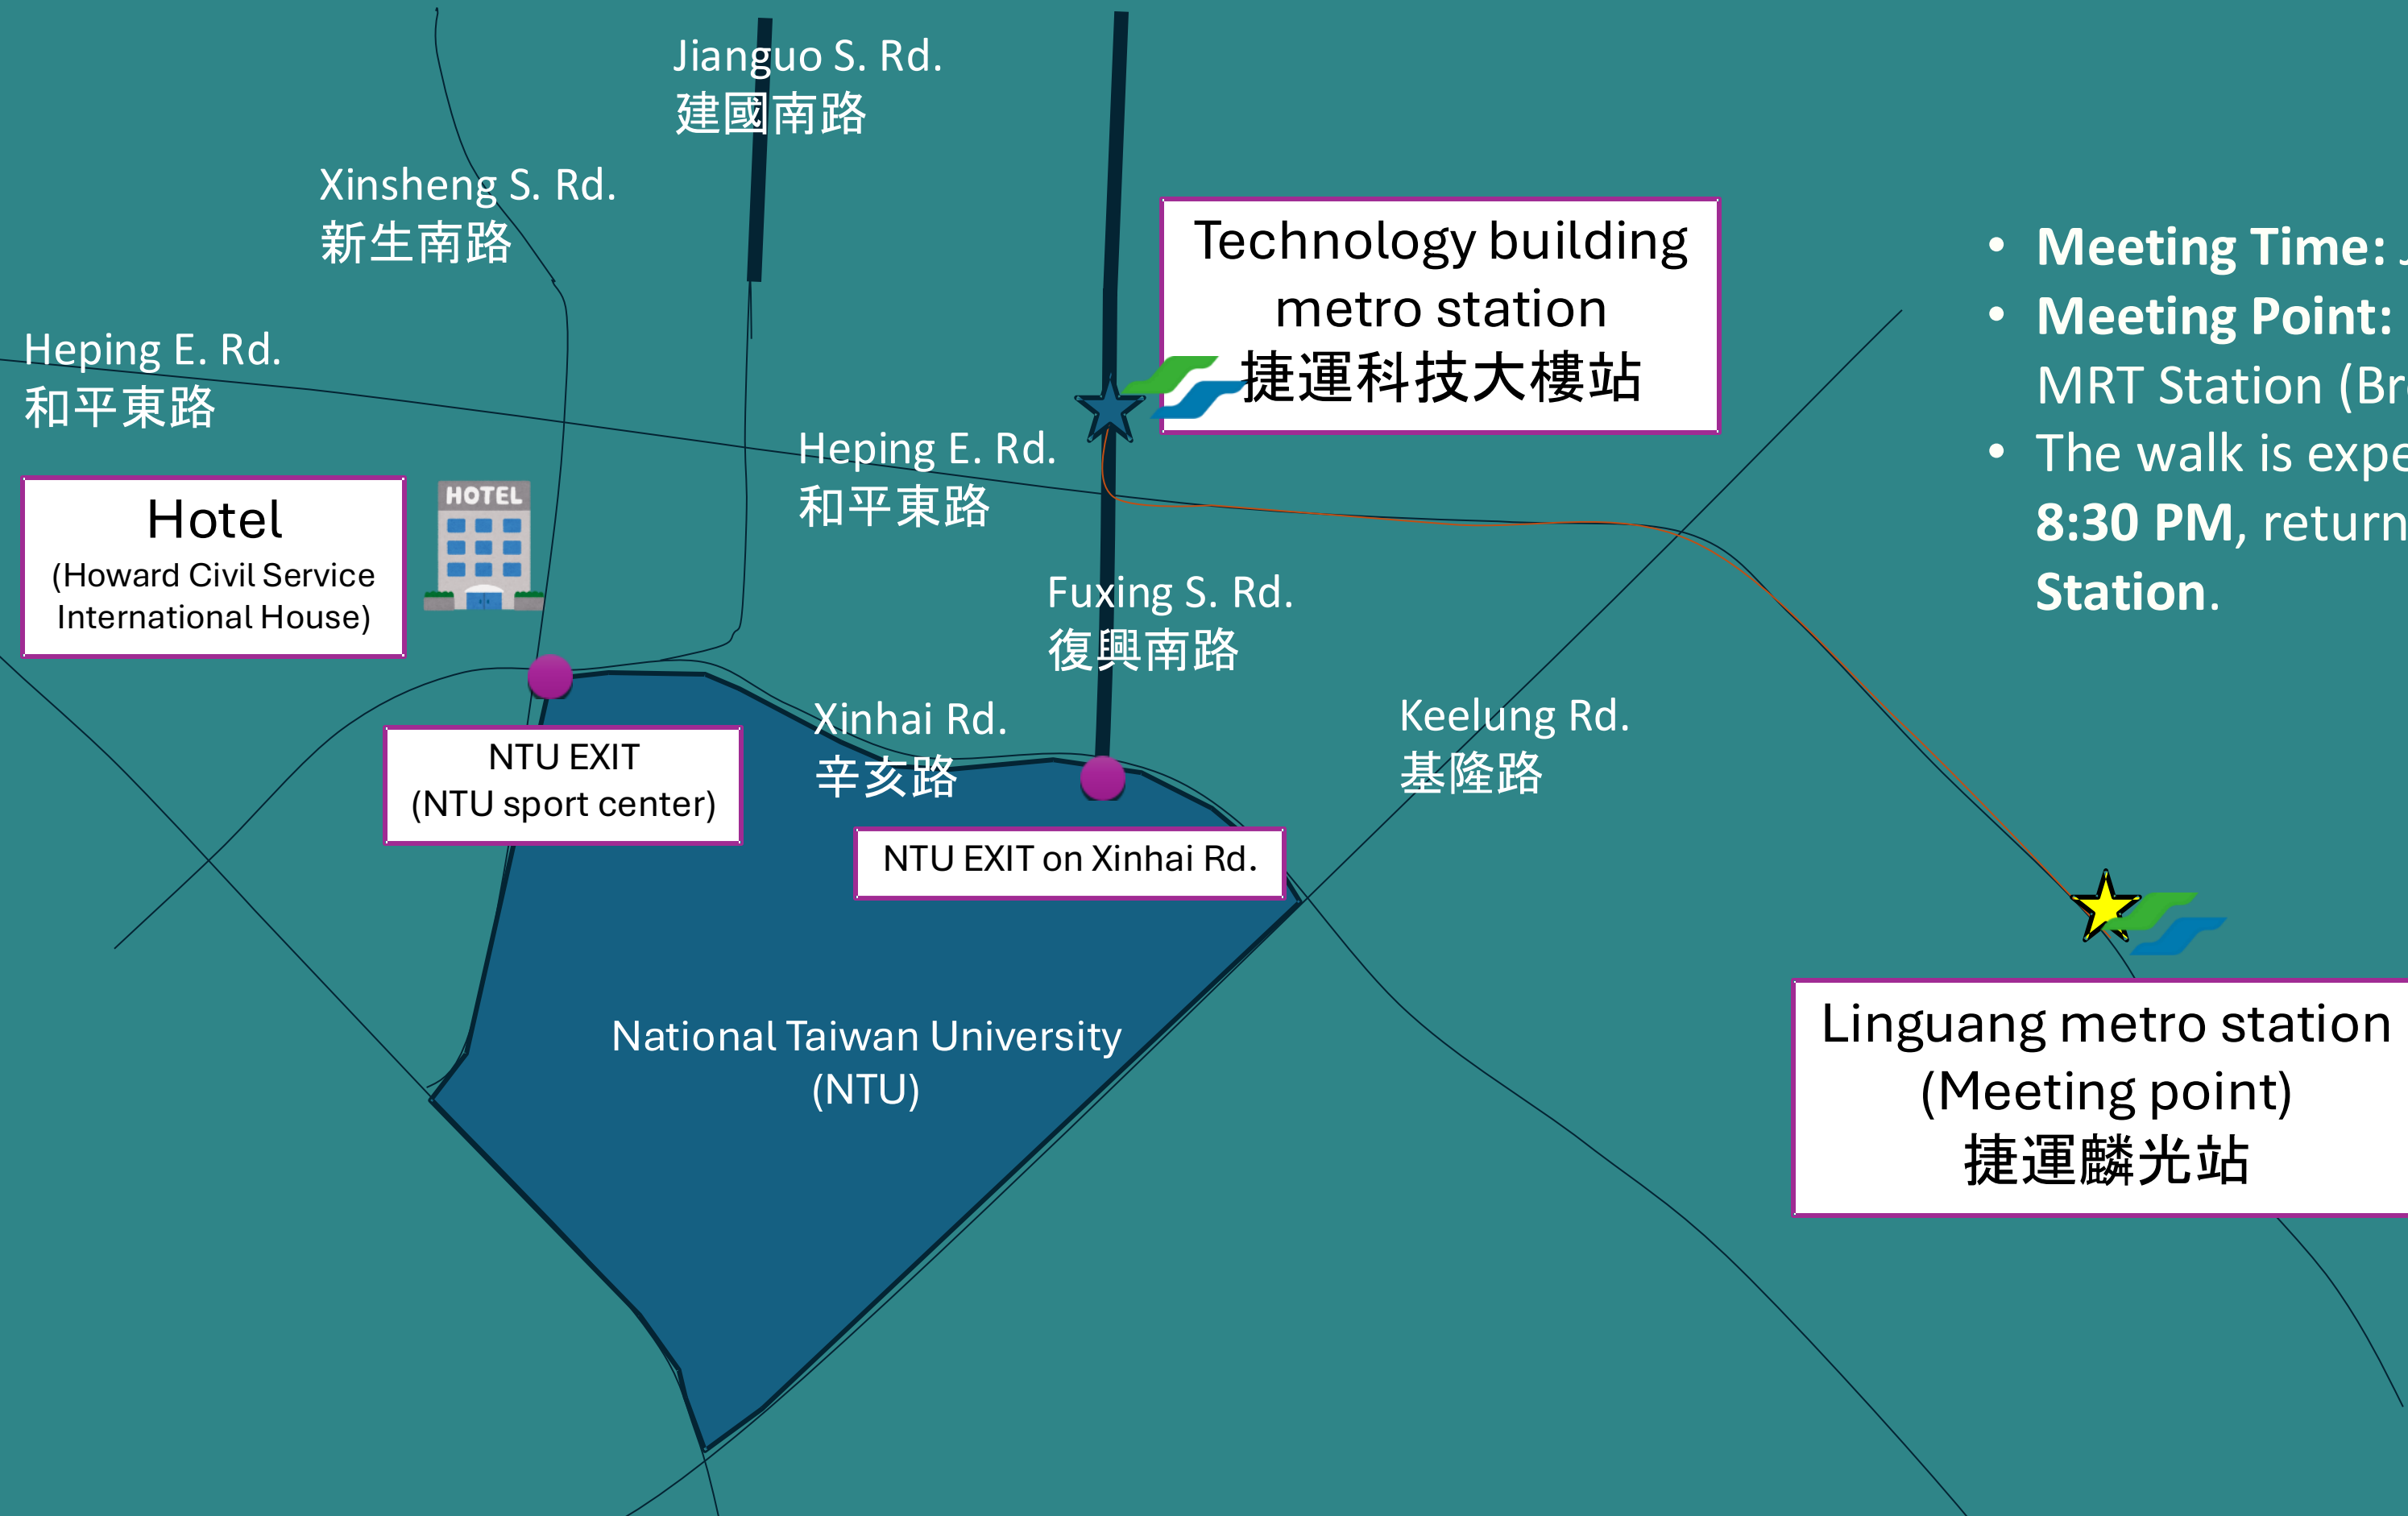 Jianguo S. Rd.
建國南路
Xinsheng S. Rd.
新生南路
Technology building
metro station
捷運科技大樓站
Heping E. Rd.
和平東路
Heping E. Rd.
和平東路
HOTEL
Hotel
(Howard Civil Service
International House)
Fuxing S. Rd.
復興南路
Xinhai Rd.
辛亥路
Keelung Rd.
基隆路
NTU EXIT
(NTU sport center)
NTU EXIT on Xinhai Rd.
National Taiwan University
(NTU)
Linguang metro station
(Meeting point)
捷運麟光站
• Meeting Time:
• Meeting Point:
MRT Station
• The walk is
8:30 PM, return
Station.